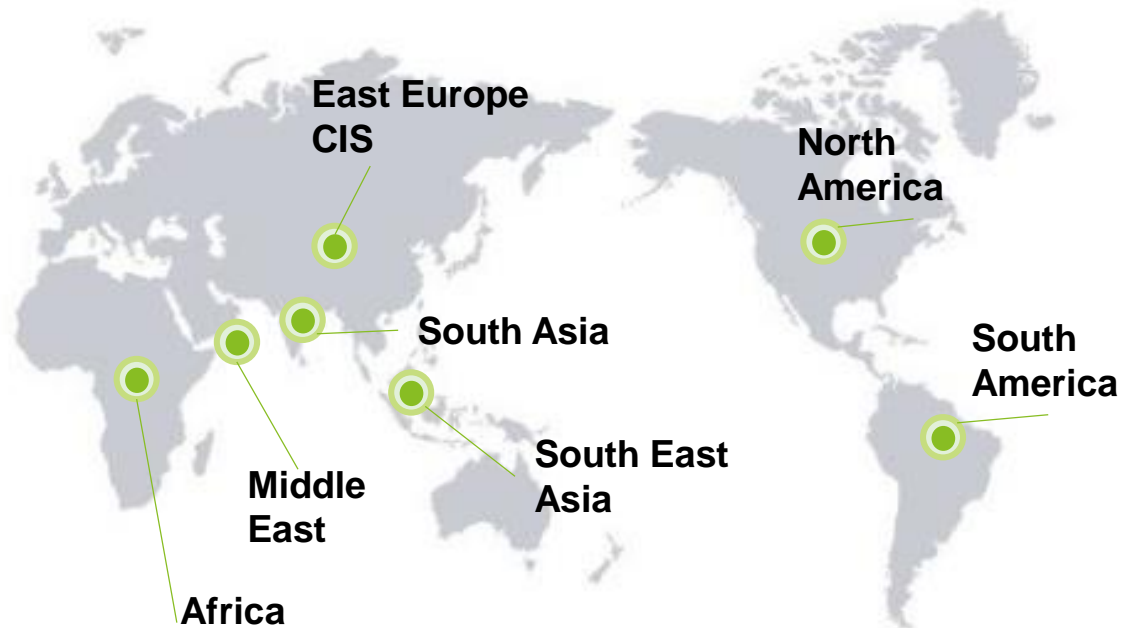 East Europe
CIS
North
America
South Asia
South
America
South East
Asia
Middle
East
Africa